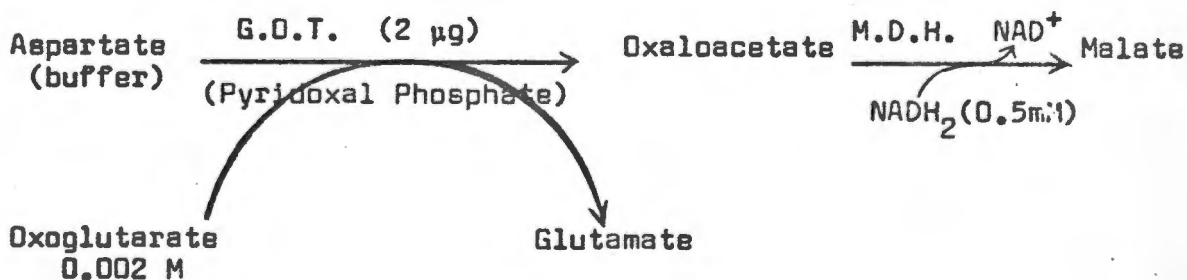 G.O.T. (2 µg)
Aspartate
(buffer)
(Pyridoxal Phosphate)
Oxaloacetate
M.D.H. NAD+
Malate
NADH2(0.5mM)
Oxoglutarate
0.002 M
Glutamate